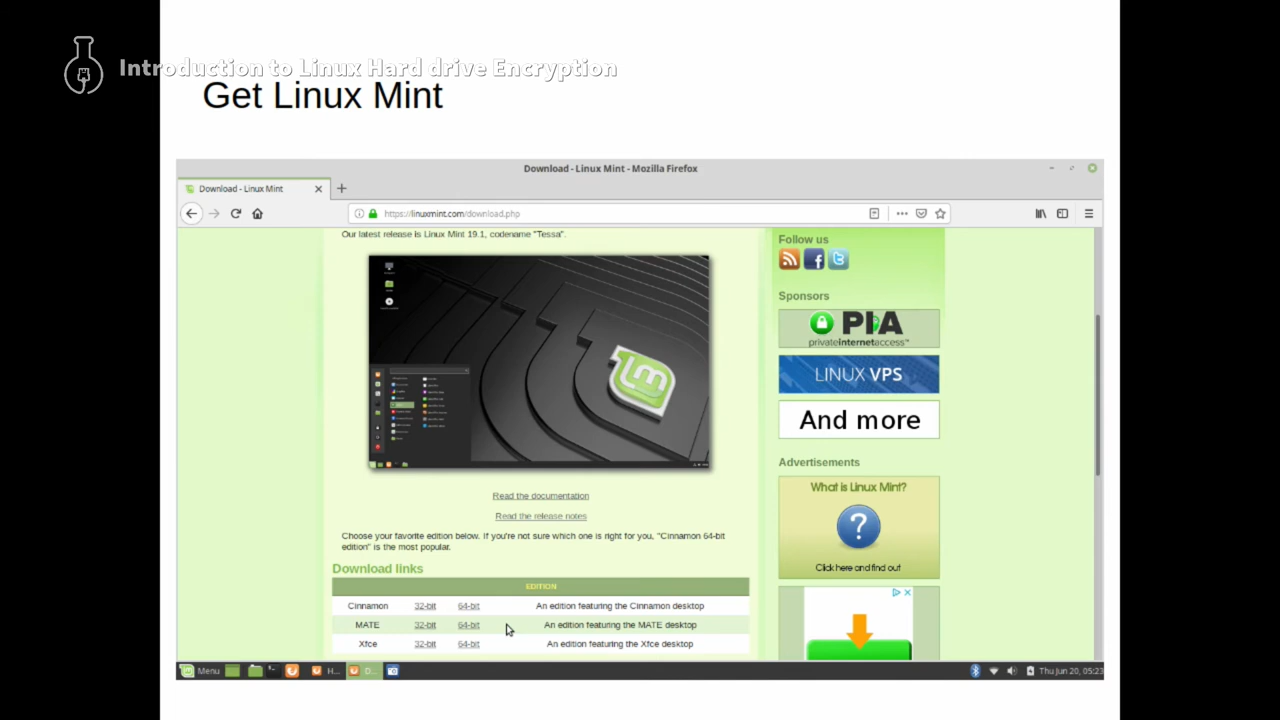 Introduction to Linux Hard drive Encryption
Get Linux Mint
Download - Linux Mint - Mozilla Firefox
Download - Linux Mint
https://linuxmint.com/download.php
Our latest release is Linux Mint 19.1, codename "Tessa".
Follow us
Sponsors
PIA
privateinternetaccess™
LINUX VPS
And more
Advertisements
What is Linux Mint?
?
Click here and find out!
Read the documentation
Read the release notes
Choose your favorite edition below. If you're not sure which one is right for you, "Cinnamon 64-bit
edition" is the most popular.
Download links
EDITION
Cinnamon 32-bit 64-bit An edition featuring the Cinnamon desktop
MATE 32-bit 64-bit An edition featuring the MATE desktop
Xfce 32-bit 64-bit An edition featuring the Xfce desktop
Menu H... D... Thu Jun 20, 05:23